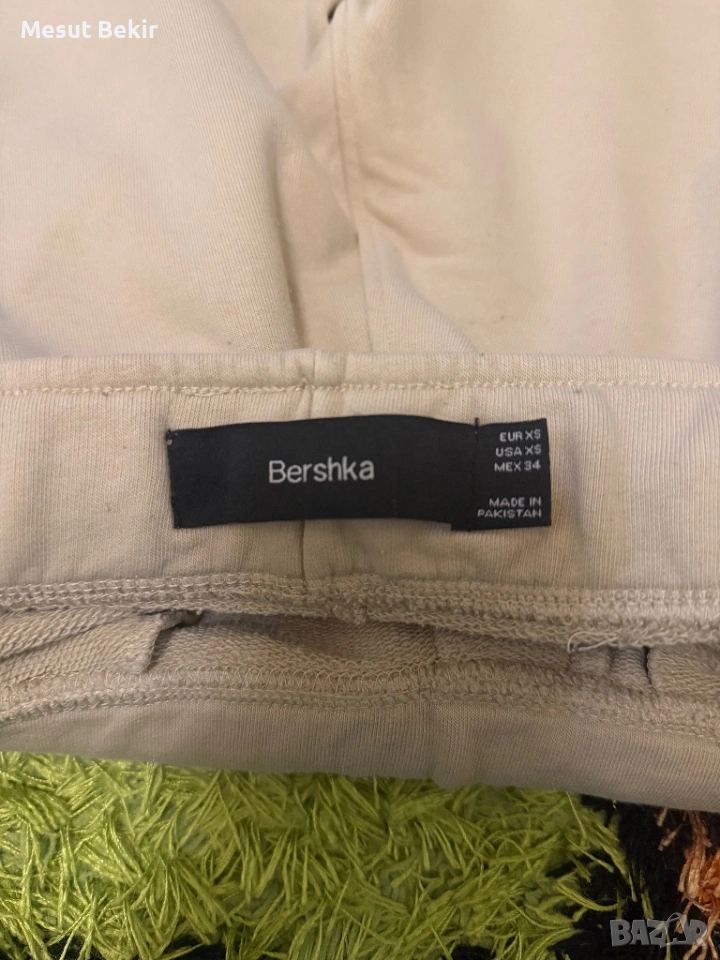 Mesut Bekir
Bershka
EUR XS
USA XS
MEX 34
MADE IN
PAKISTAN
BAZAR